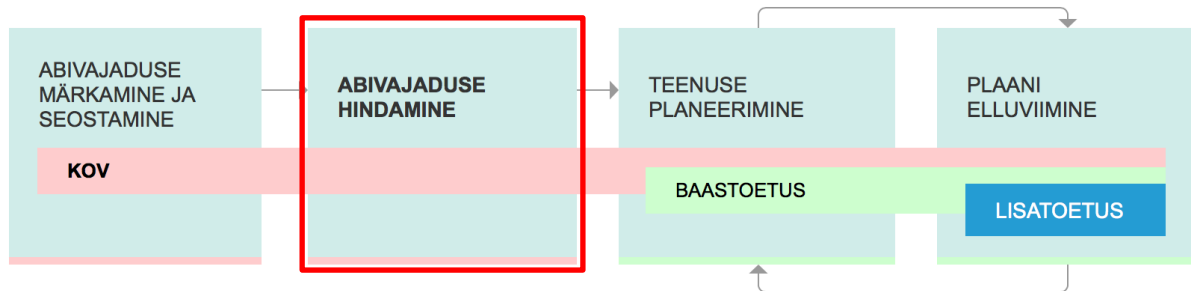 ABIVAJADUSE
MÄRKAMINE JA
SEOSTAMINE
ABIVAJADUSE
HINDAMINE
TEENUSE
PLANEERIMINE
PLAANI
ELLUVIIMINE
KOV
BAASTOETUS
LISATOETUS